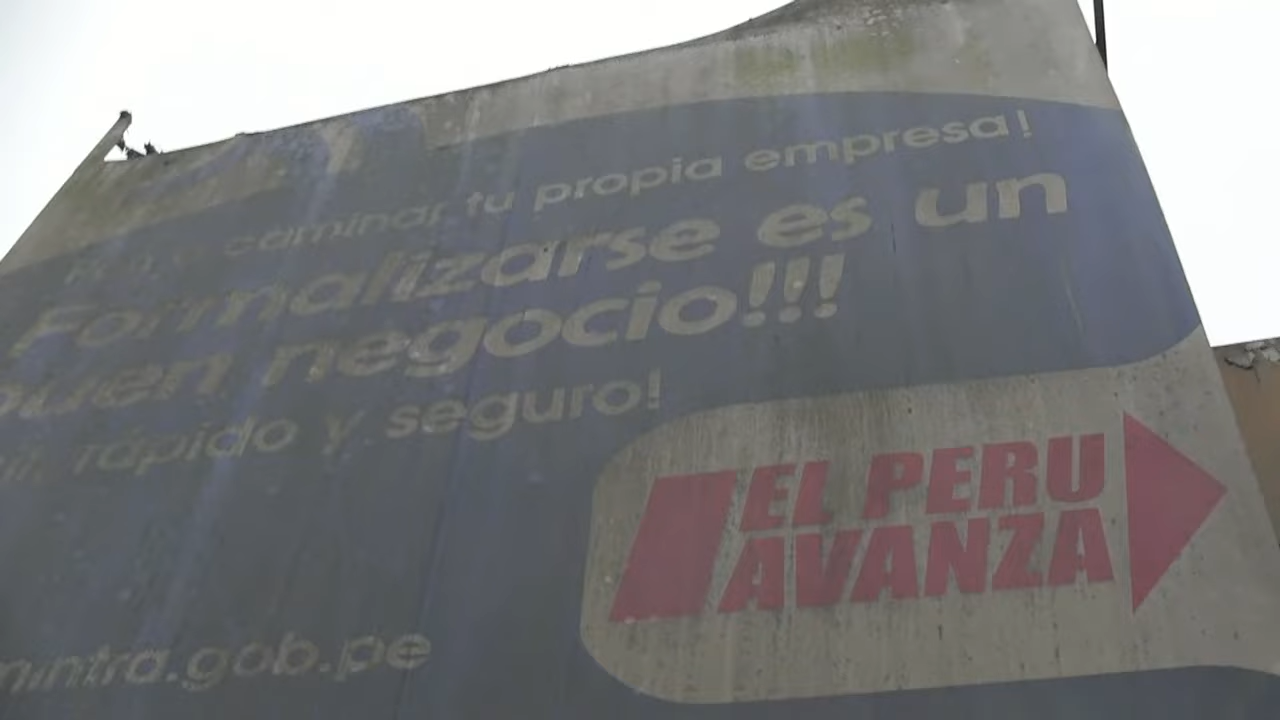 caminar tu propia empresa!
Formalizarse es un
buen negocio!!!
rápido y seguro!
EL PERU
AVANZA
mintra.gob.pe